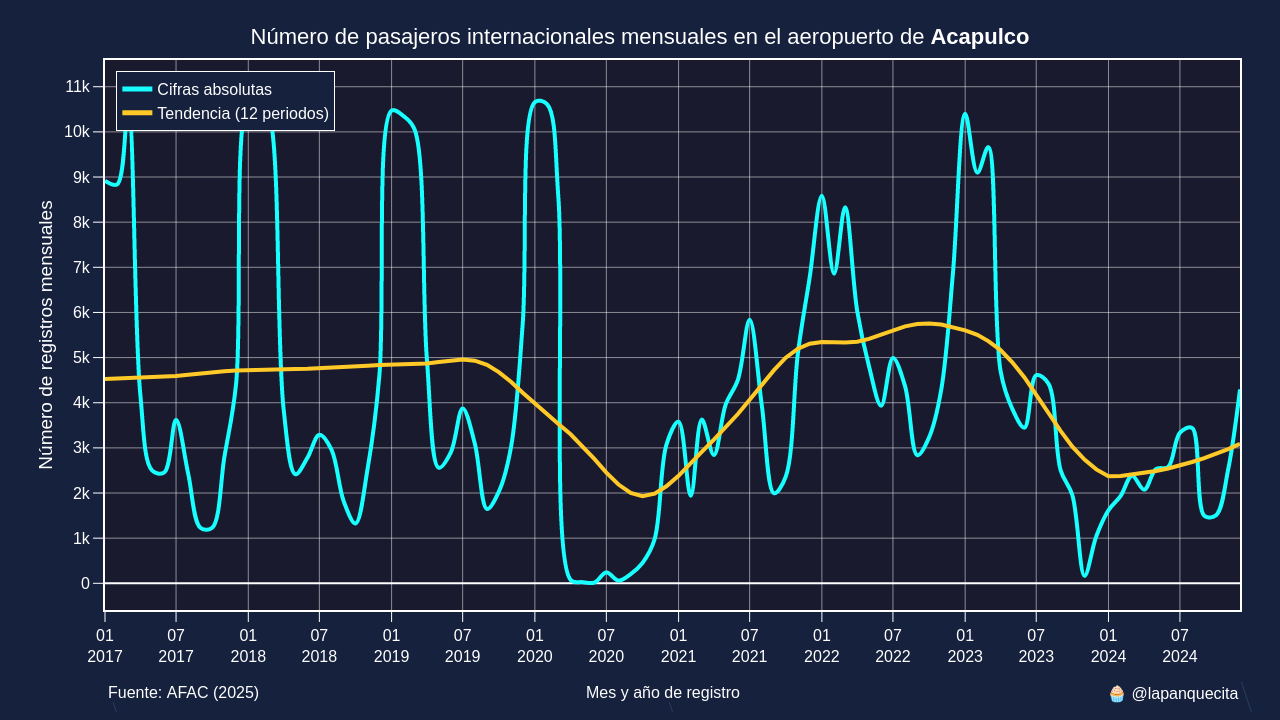 Número de pasajeros internacionales mensuales en el aeropuerto de Acapulco
Cifras absolutas
Tendencia (12 periodos)
Número de registros mensuales
11k
10k
9k
8k
7k
6k
5k
4k
3k
2k
1k
0
01 07 01 07 01 07 01 07 01 07 01 07 01 07 01 07
2017 2017 2018 2018 2019 2019 2020 2020 2021 2021 2022 2022 2023 2023 2024 2024
Fuente: AFAC (2025) Mes y año de registro 🧁 @lapanquecita